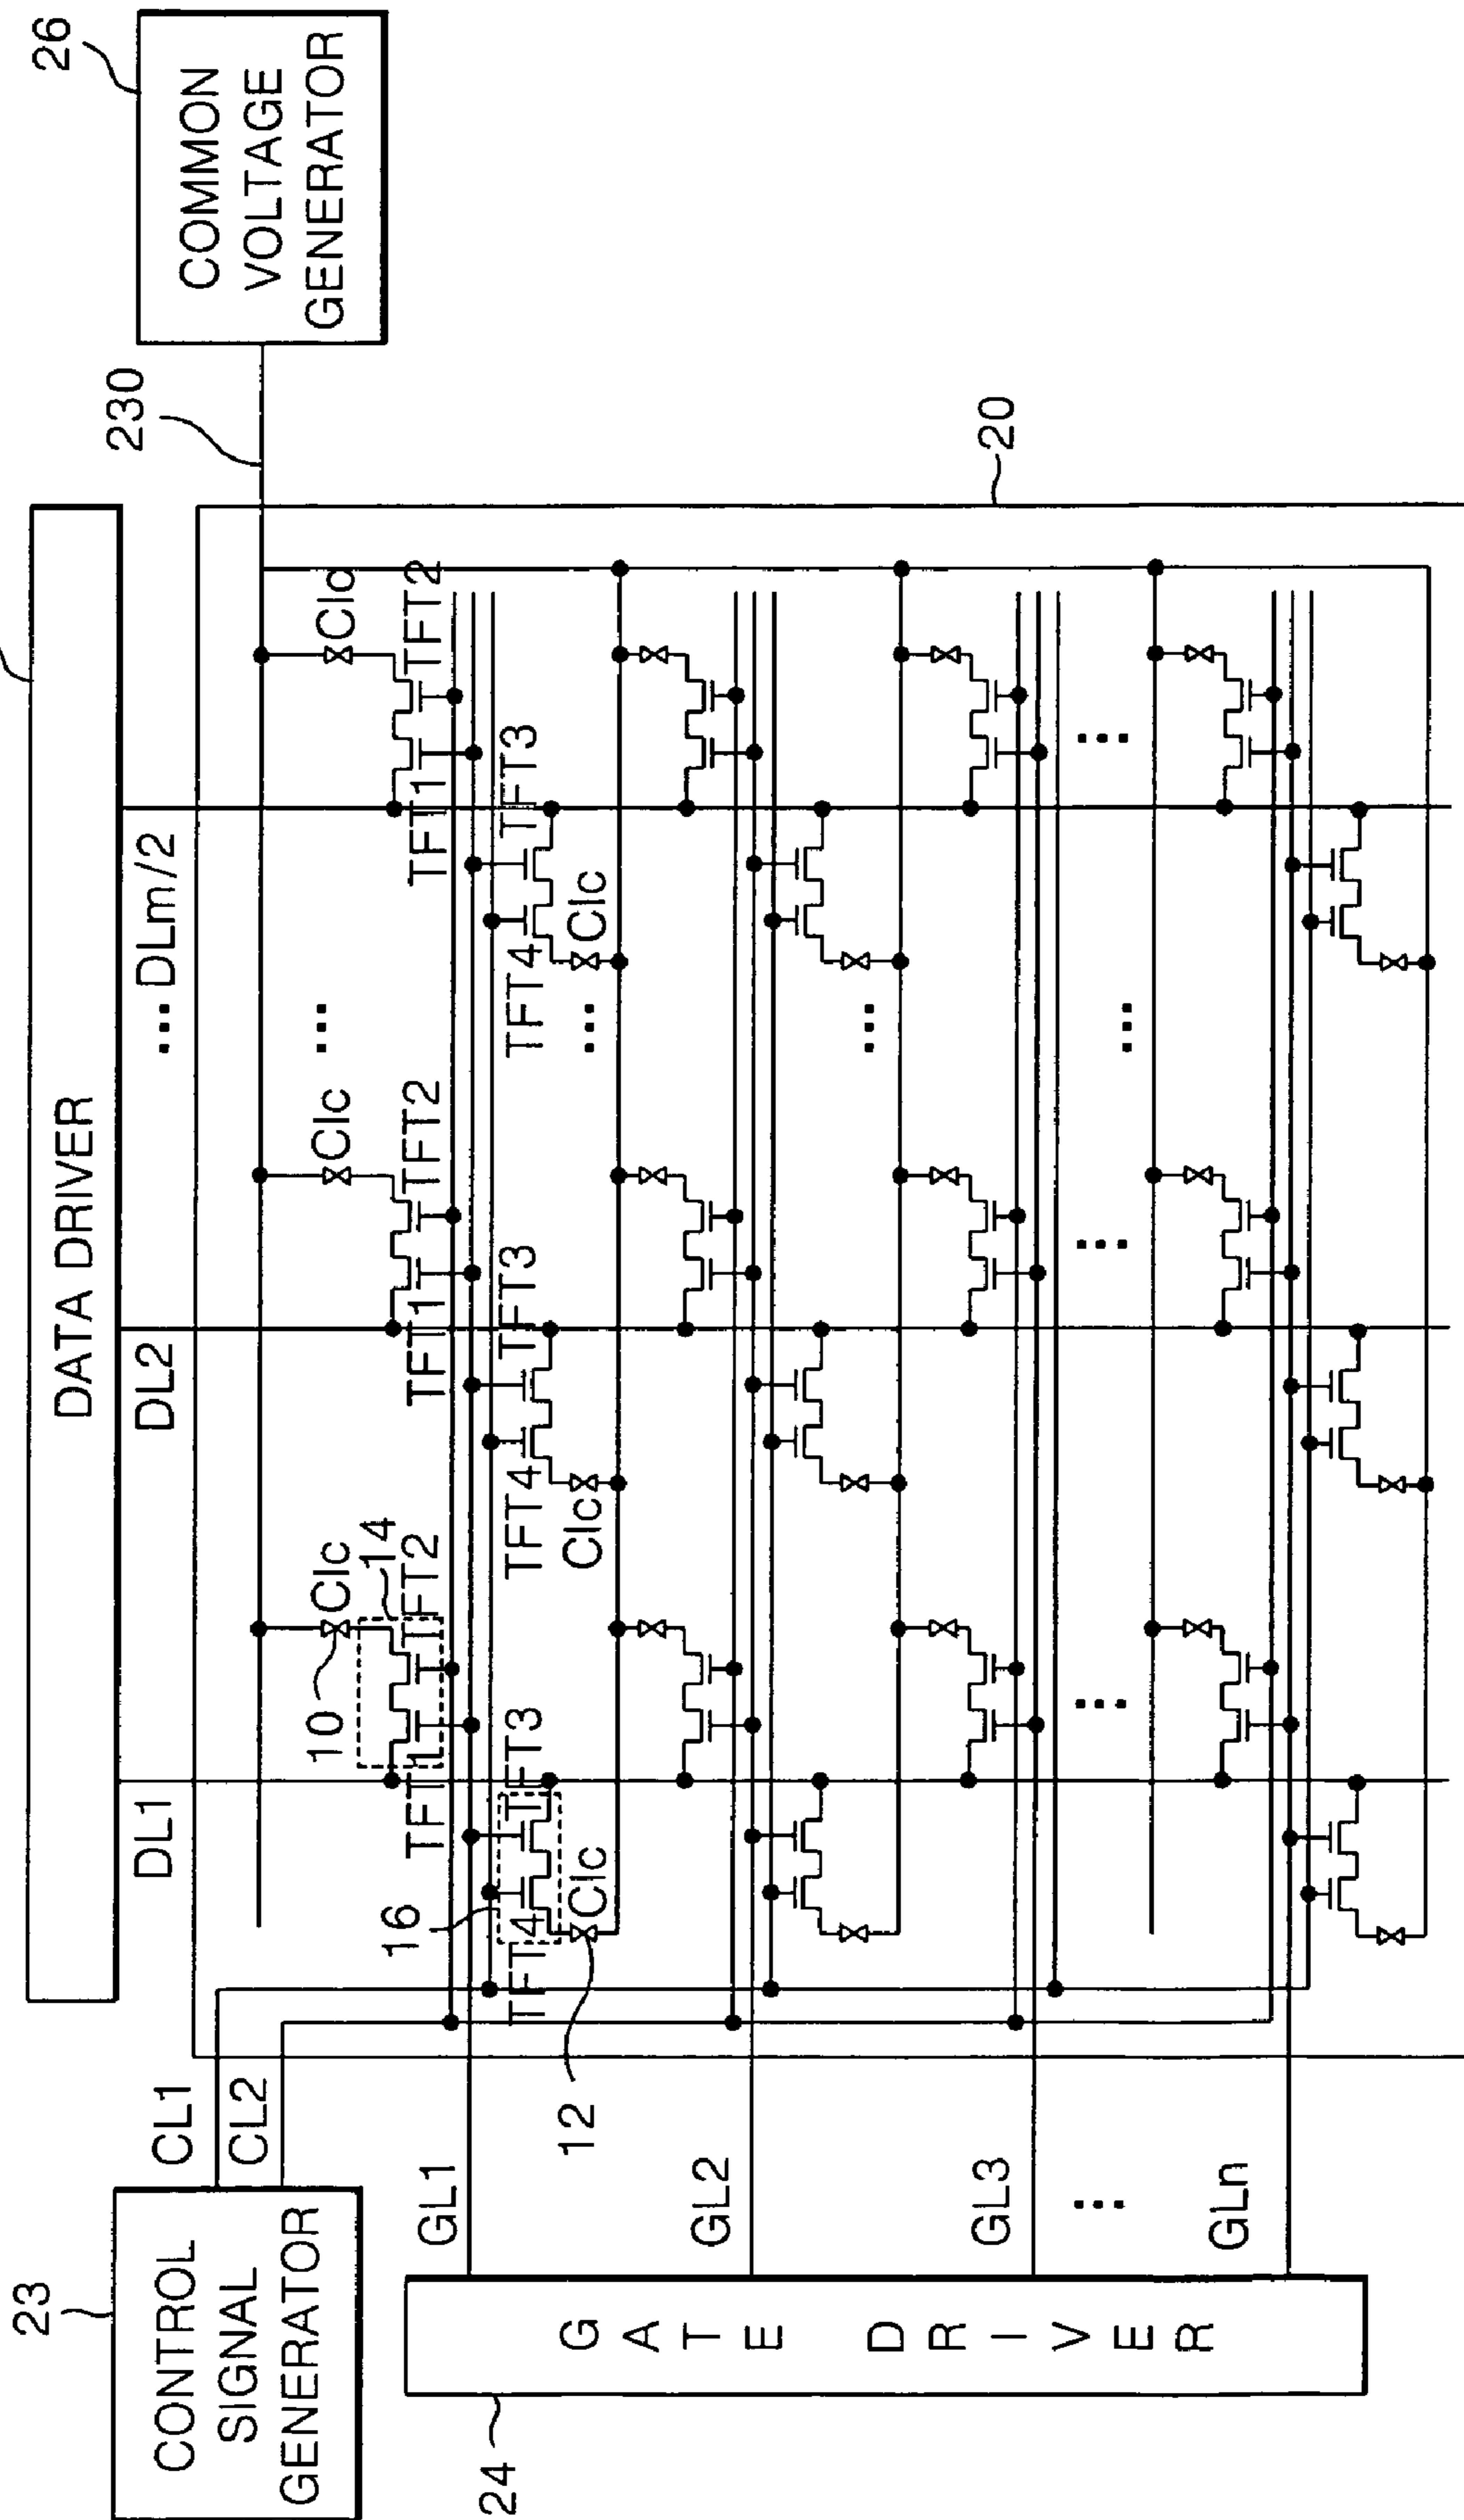 23
CONTROL
SIGNAL
GENERATOR
CL1
CL2
DATA DRIVER
DL1
DL2
... DLm/2
230
26
COMMON
VOLTAGE
GENERATOR
20
24
GATE DRIVER
GL1
GL2
GL3
...
GLn
10
Clc
14
TFT1
TFT2
16
TFT4
TFT3
Clc
12
Clc
TFT1
TFT2
TFT4
TFT3
Clc
...
Clc
TFT1
TFT2
TFT4
TFT3
Clc
...
...
...
...
...
...